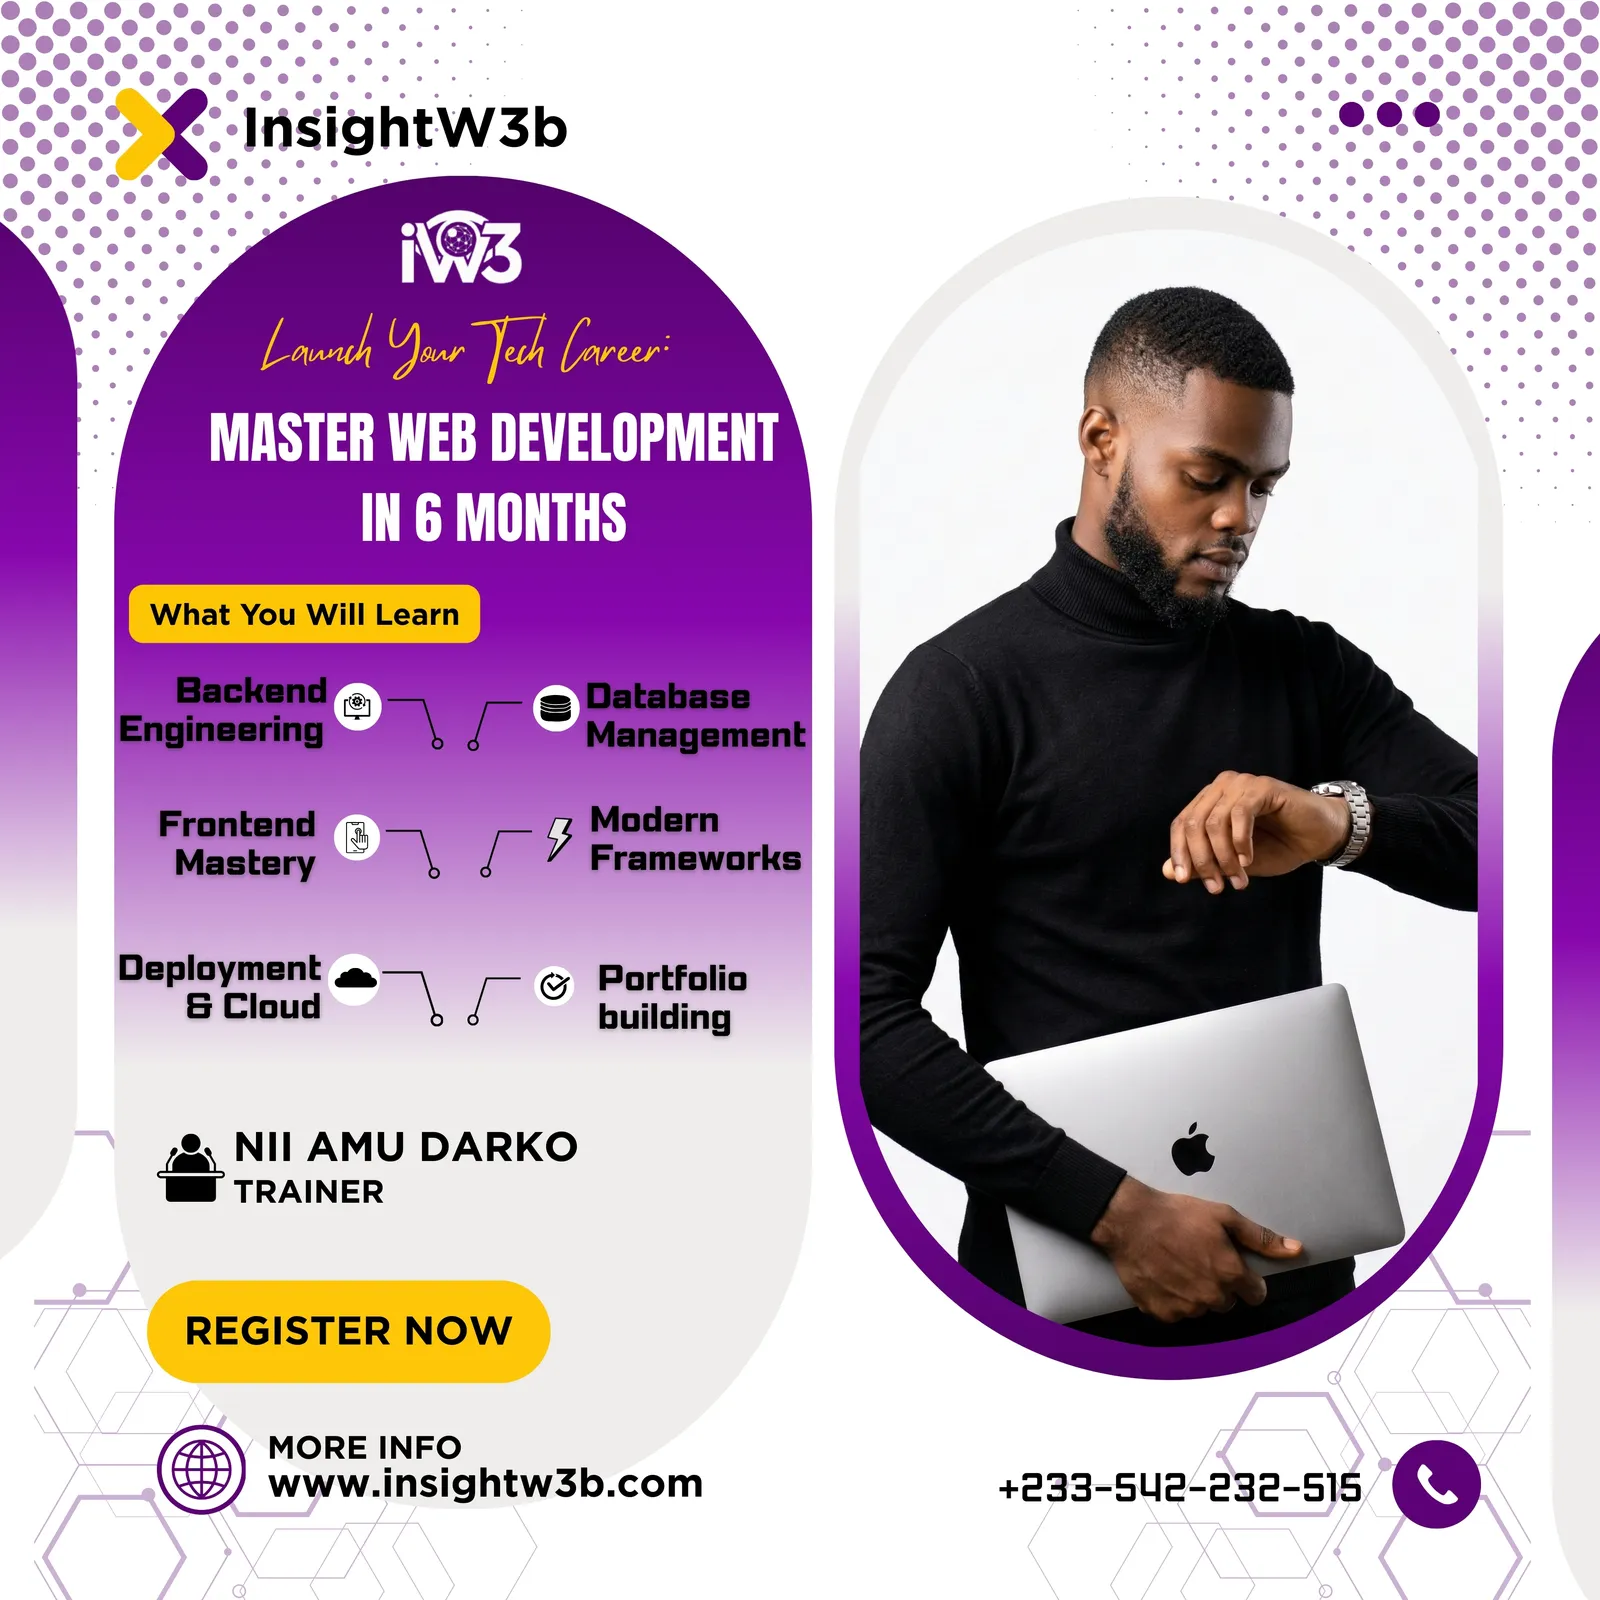 InsightW3b
iW3
Launch Your Tech Career:
MASTER WEB DEVELOPMENT
IN 6 MONTHS
What You Will Learn
Backend
Engineering
Database
Management
Frontend
Mastery
Modern
Frameworks
Deployment
& Cloud
Portfolio
building
NII AMU DARKO
TRAINER
REGISTER NOW
MORE INFO
www.insightw3b.com
+233-542-232-515